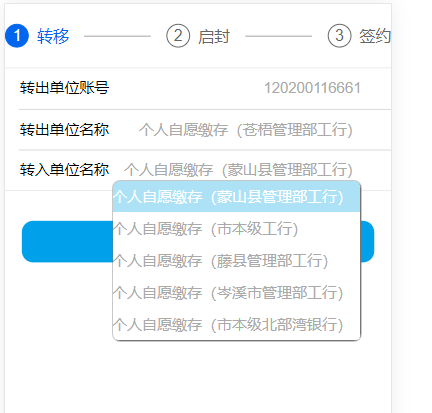 1 转移 2 启封 3 签约
转出单位账号 120200116661
转出单位名称 个人自愿缴存（苍梧管理部工行）
转入单位名称 个人自愿缴存（蒙山县管理部工行）
个人自愿缴存（蒙山县管理部工行）
个人自愿缴存（市本级工行）
个人自愿缴存（藤县管理部工行）
个人自愿缴存（岑溪市管理部工行）
个人自愿缴存（市本级北部湾银行）